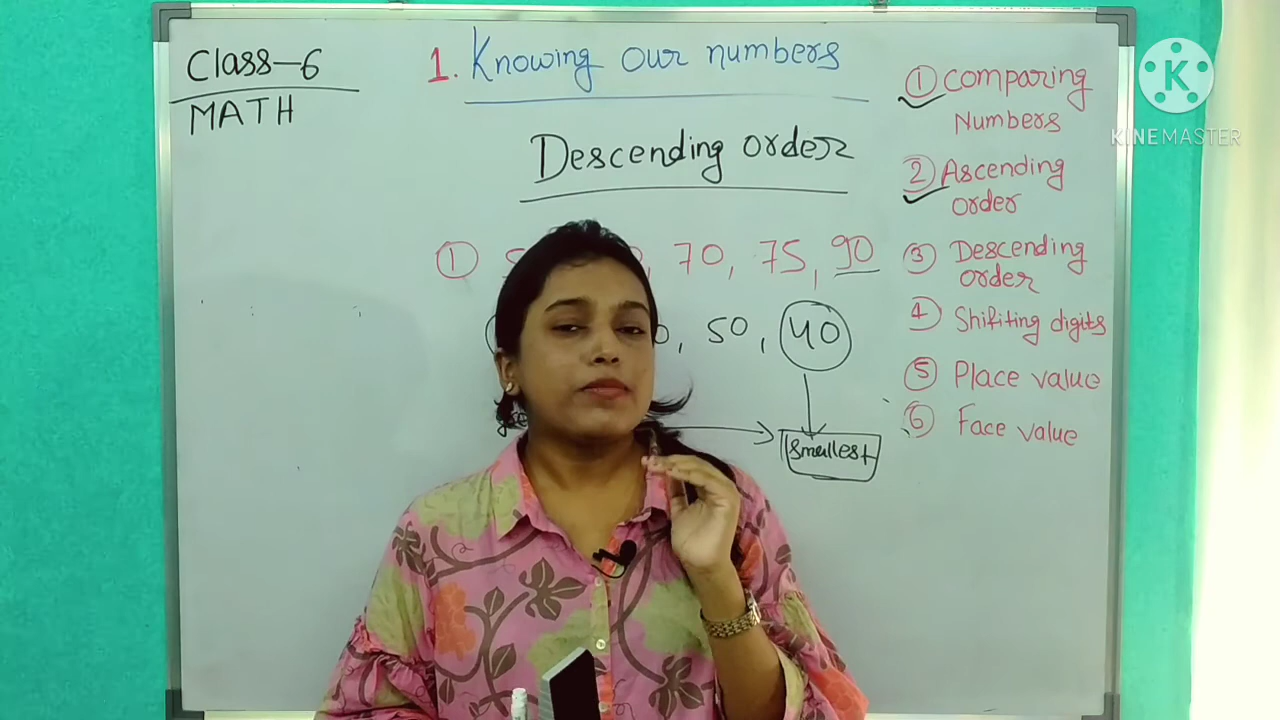 Class-6
MATH
1. Knowing our numbers
Descending order
① 70, 75, 90
50, 40
smallest
① Comparing
Numbers
② Ascending
order
③ Descending
order
④ Shifiting digits
⑤ Place value
⑥ Face value
K
KINEMASTER